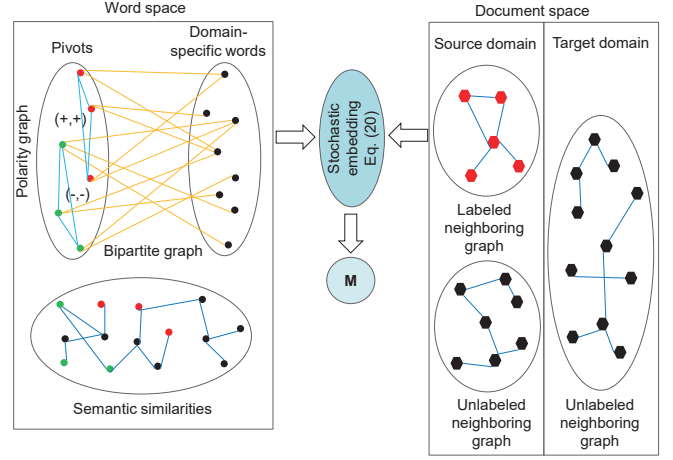 Word space
Pivots
Domain-
specific words
Polarity graph
(+,+)
(-,-)
Bipartite graph
Semantic similarities
Stochastic
embedding
Eq. (20)
M
Document space
Source domain
Target domain
Labeled
neighboring
graph
Unlabeled
neighboring
graph
Unlabeled
neighboring
graph